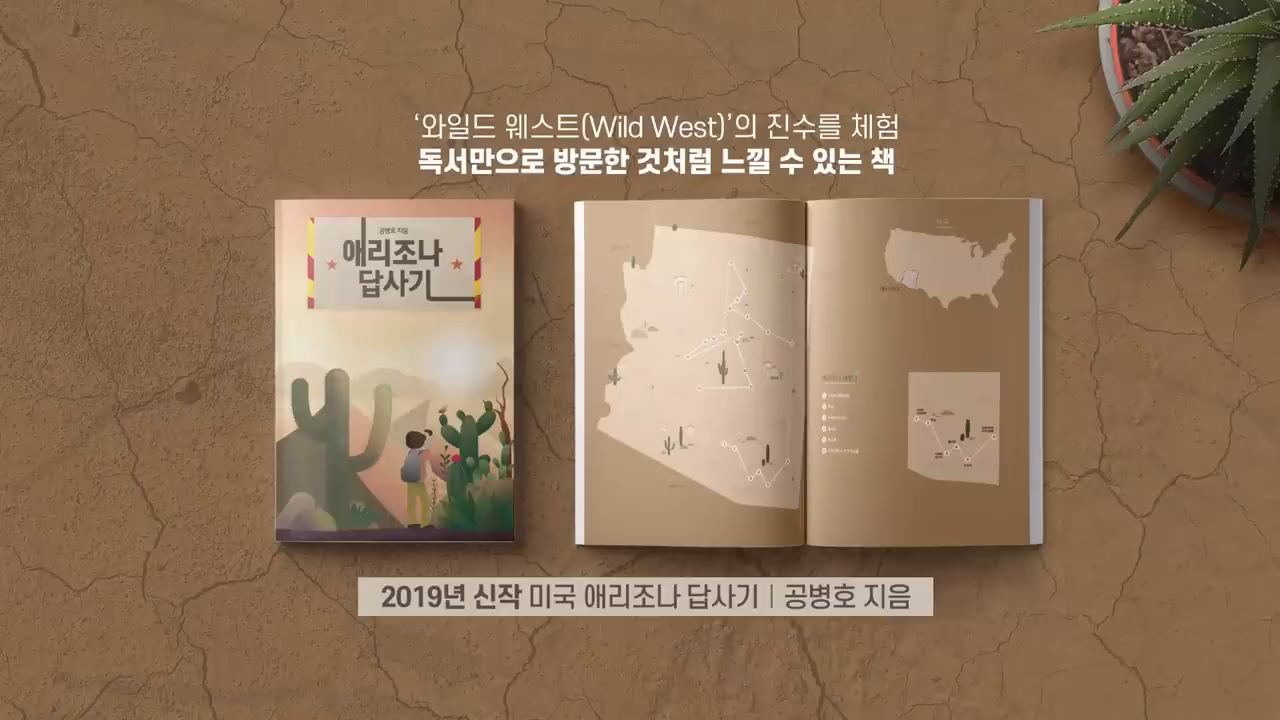 ‘와일드 웨스트(Wild West)’의 진수를 체험
독서만으로 방문한 것처럼 느낄 수 있는 책
공병호 지음
애리조나
답사기
미국
2019년 신작 미국 애리조나 답사기 | 공병호 지음